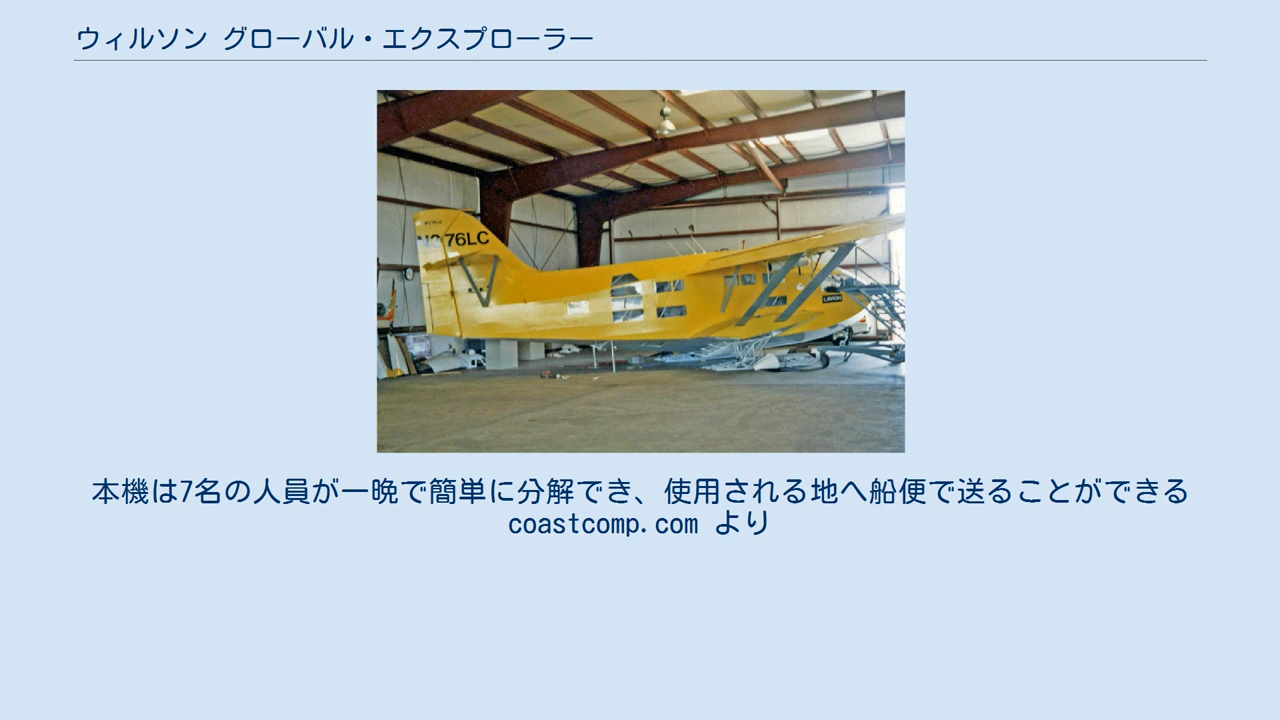 ウィルソン グローバル・エクスプローラー
76LC
LAWON
本機は7名の人員が一晩で簡単に分解でき、使用される地へ船便で送ることができる
coastcomp.com より